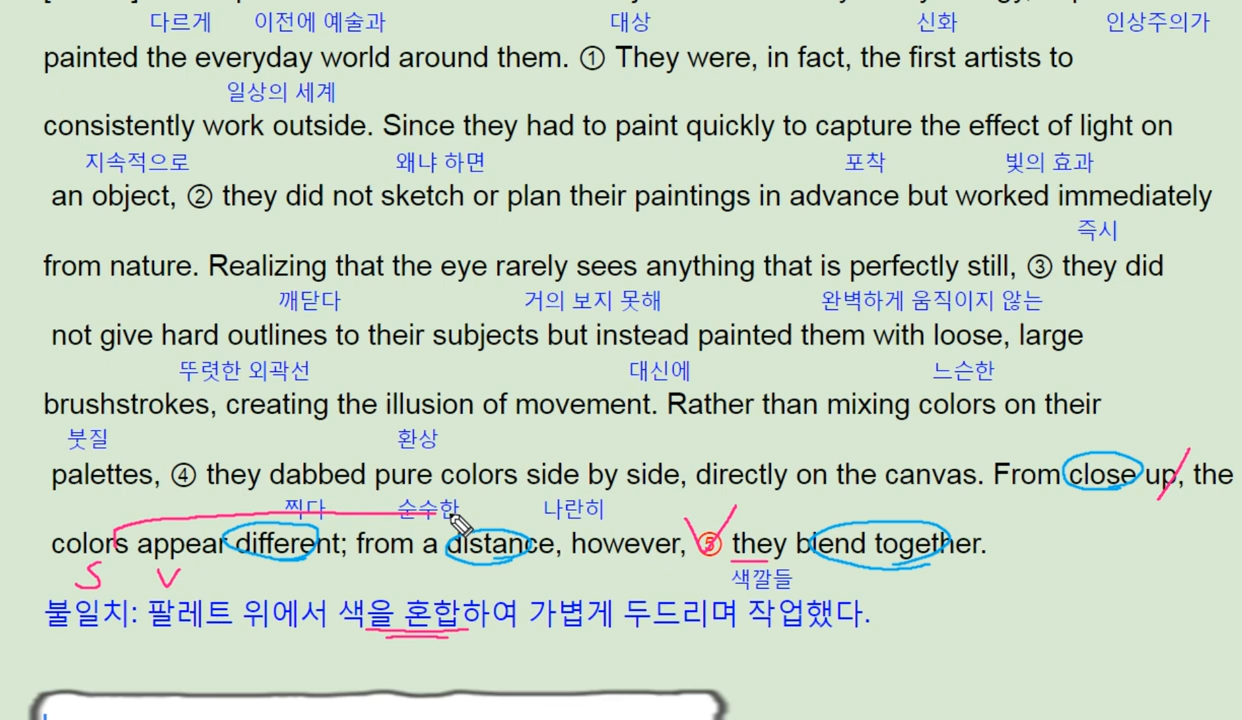 다르게 이전에 예술과 대상 신화 인상주의가
painted the everyday world around them. ① They were, in fact, the first artists to
일상의 세계
consistently work outside. Since they had to paint quickly to capture the effect of light on
지속적으로 왜냐 하면 포착 빛의 효과
an object, ② they did not sketch or plan their paintings in advance but worked immediately
즉시
from nature. Realizing that the eye rarely sees anything that is perfectly still, ③ they did
깨닫다 거의 보지 못해 완벽하게 움직이지 않는
not give hard outlines to their subjects but instead painted them with loose, large
뚜렷한 외곽선 대신에 느슨한
brushstrokes, creating the illusion of movement. Rather than mixing colors on their
붓질 환상
palettes, ④ they dabbed pure colors side by side, directly on the canvas. From close up, the
찍다 순수한 나란히
colors appear different; from a distance, however, ⑤ they blend together.
S V 색깔들
불일치: 팔레트 위에서 색을 혼합하여 가볍게 두드리며 작업했다.